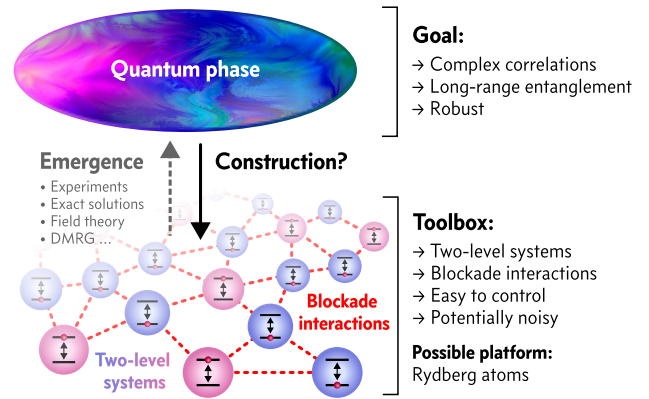 Quantum phase
Goal:
→ Complex correlations
→ Long-range entanglement
→ Robust
Emergence
• Experiments
• Exact solutions
• Field theory
• DMRG ...
Construction?
Toolbox:
→ Two-level systems
→ Blockade interactions
→ Easy to control
→ Potentially noisy
Possible platform:
Rydberg atoms
Blockade
interactions
Two-level
systems